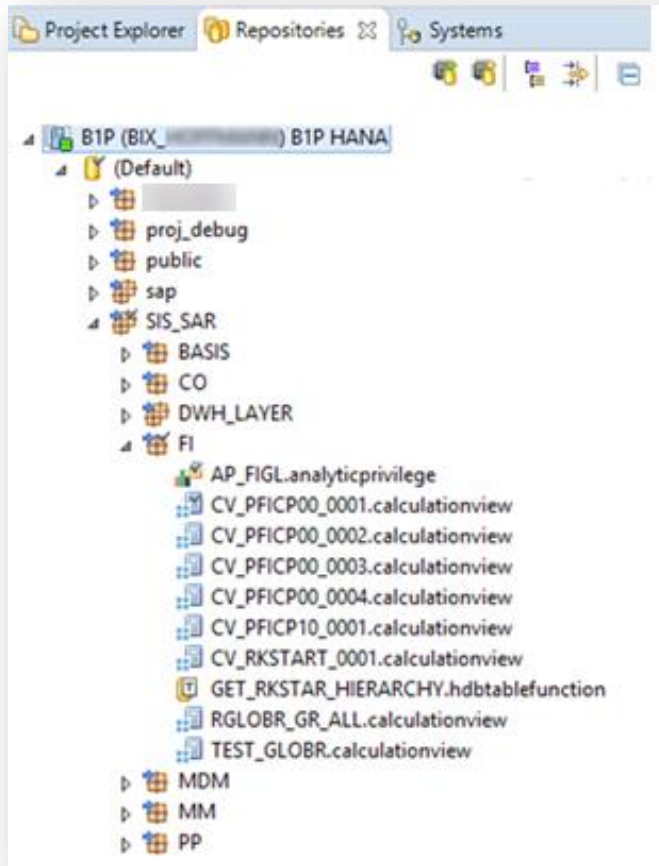 Project Explorer Repositories Systems
B1P (BIX_ ) B1P HANA
(Default)
proj_debug
public
sap
SIS_SAR
BASIS
CO
DWH_LAYER
FI
AP_FIGL.analyticprivilege
CV_PFICP00_0001.calculationview
CV_PFICP00_0002.calculationview
CV_PFICP00_0003.calculationview
CV_PFICP00_0004.calculationview
CV_PFICP10_0001.calculationview
CV_RKSTART_0001.calculationview
GET_RKSTAR_HIERARCHY.hdbtablefunction
RGLOBR_GR_ALL.calculationview
TEST_GLOBR.calculationview
MDM
MM
PP